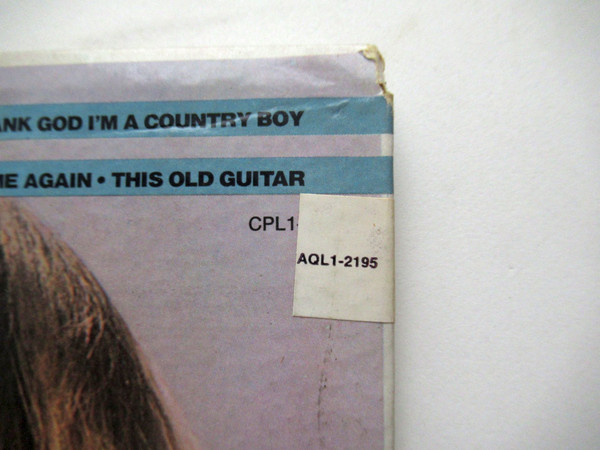 ANK GOD I'M A COUNTRY BOY
ME AGAIN • THIS OLD GUITAR
CPL1-
AQL1-2195